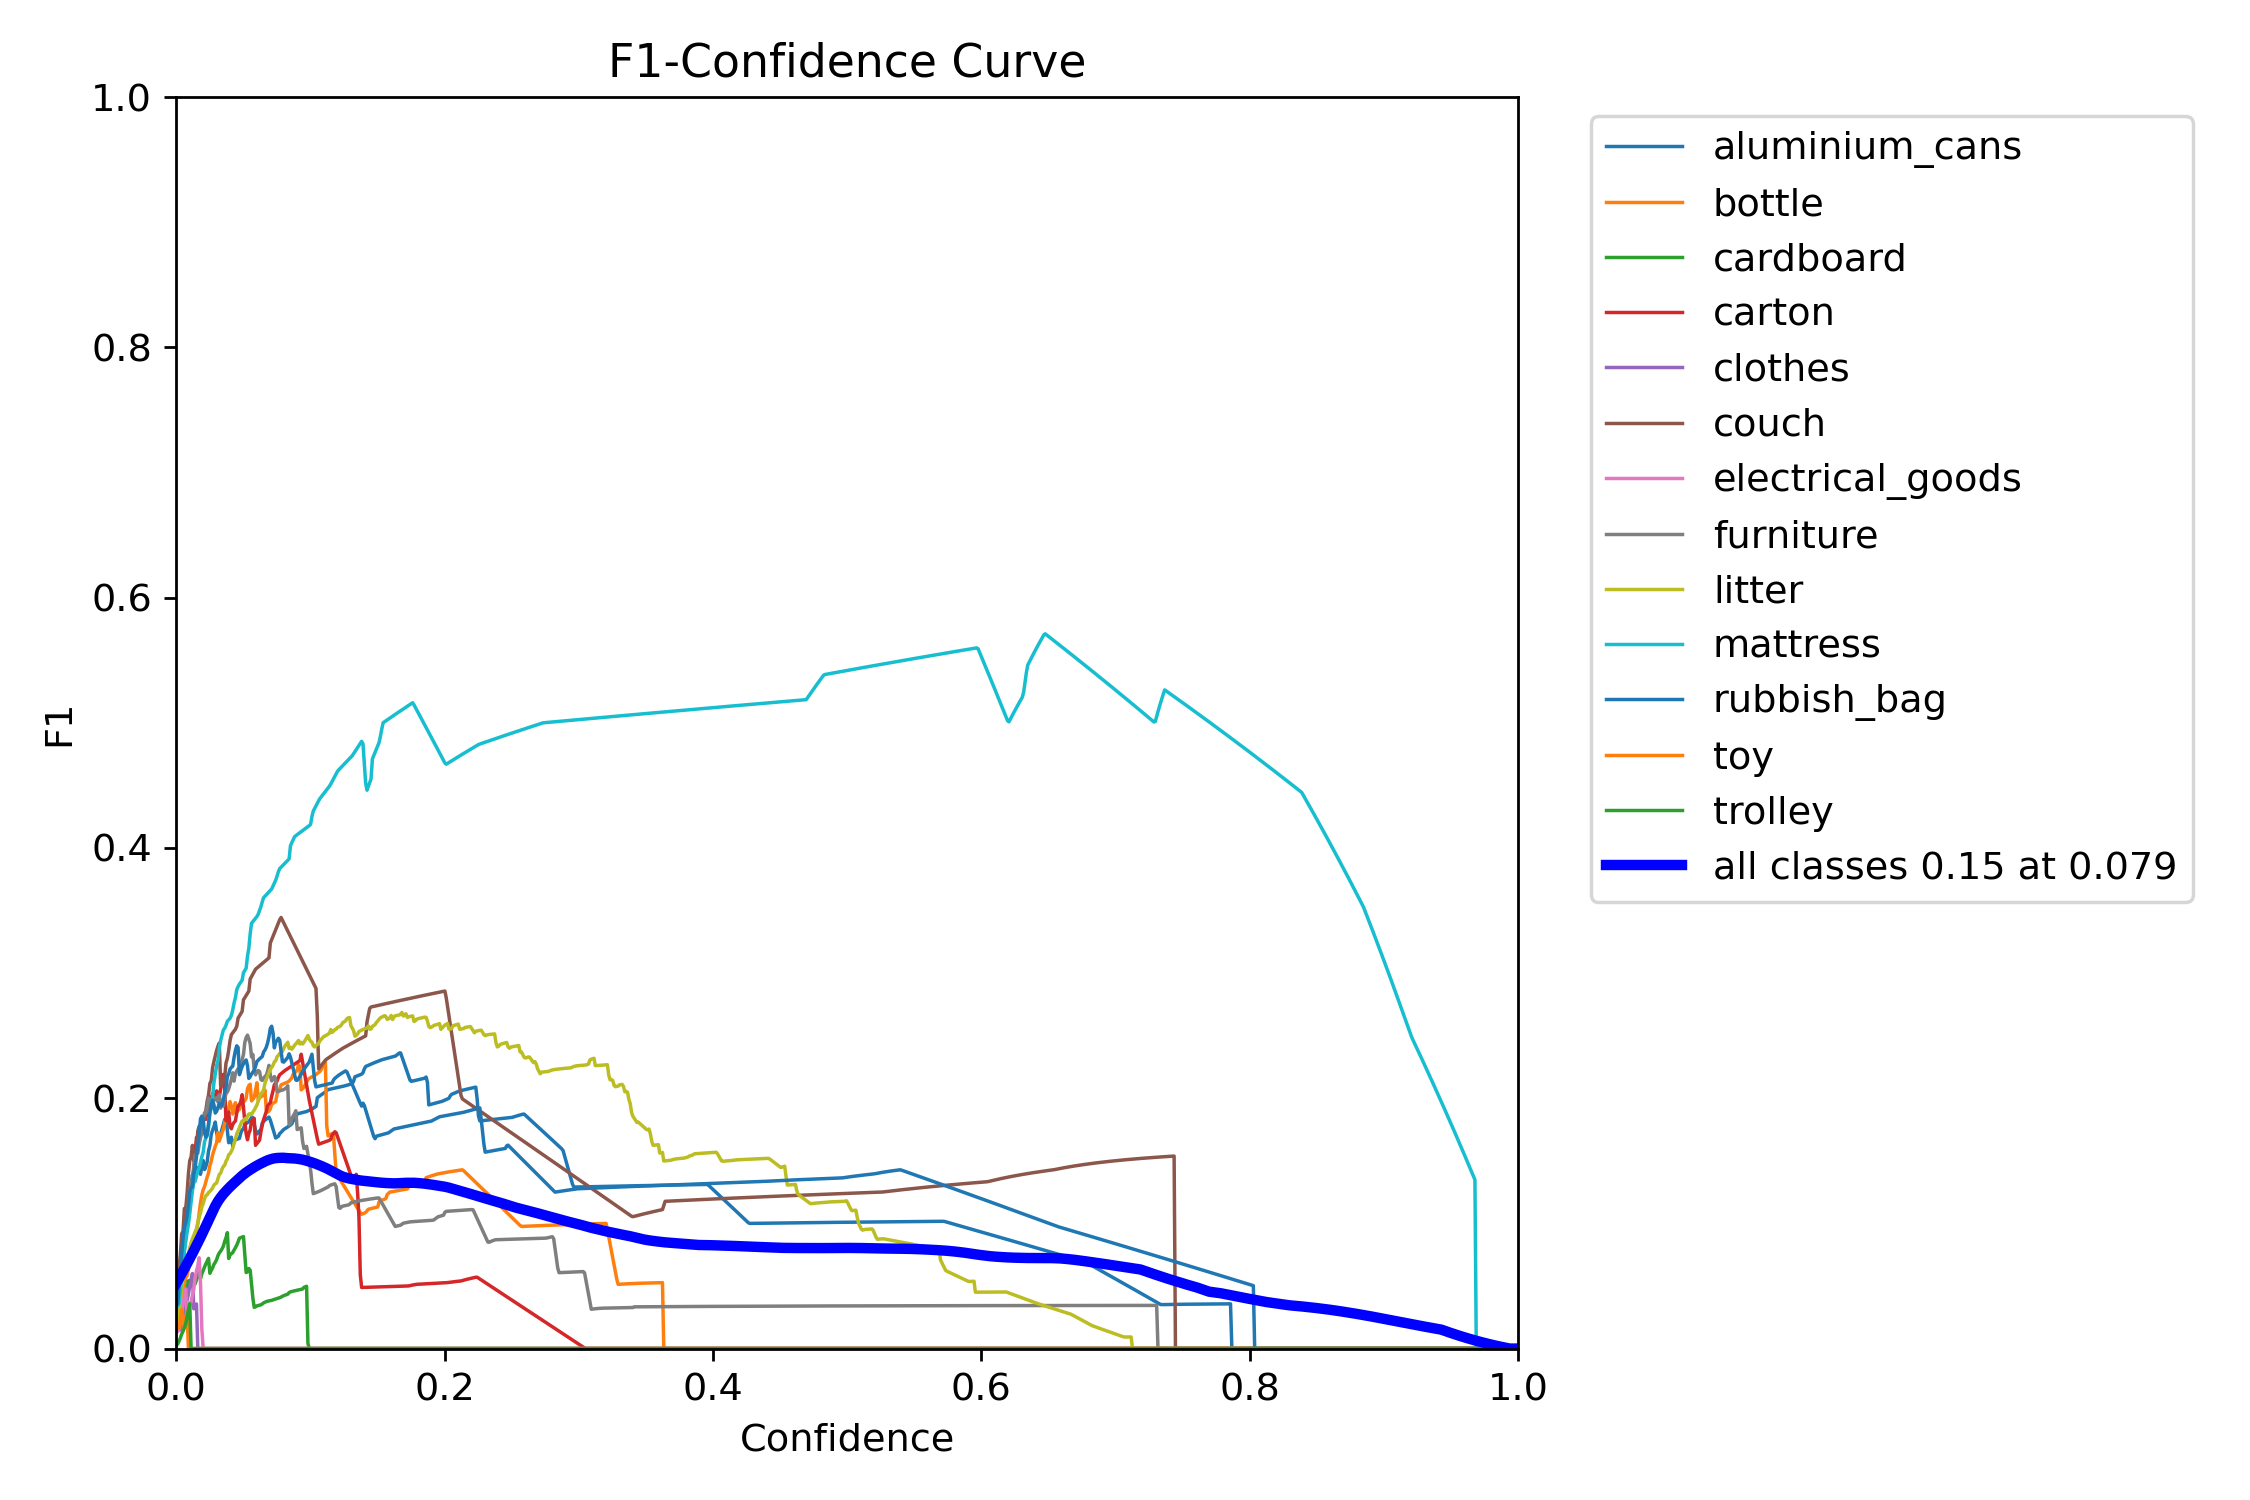 F1-Confidence Curve
1.0
0.8
0.6
0.4
0.2
0.0
F1
0.0 0.2 0.4 0.6 0.8 1.0
Confidence
aluminium_cans
bottle
cardboard
carton
clothes
couch
electrical_goods
furniture
litter
mattress
rubbish_bag
toy
trolley
all classes 0.15 at 0.079